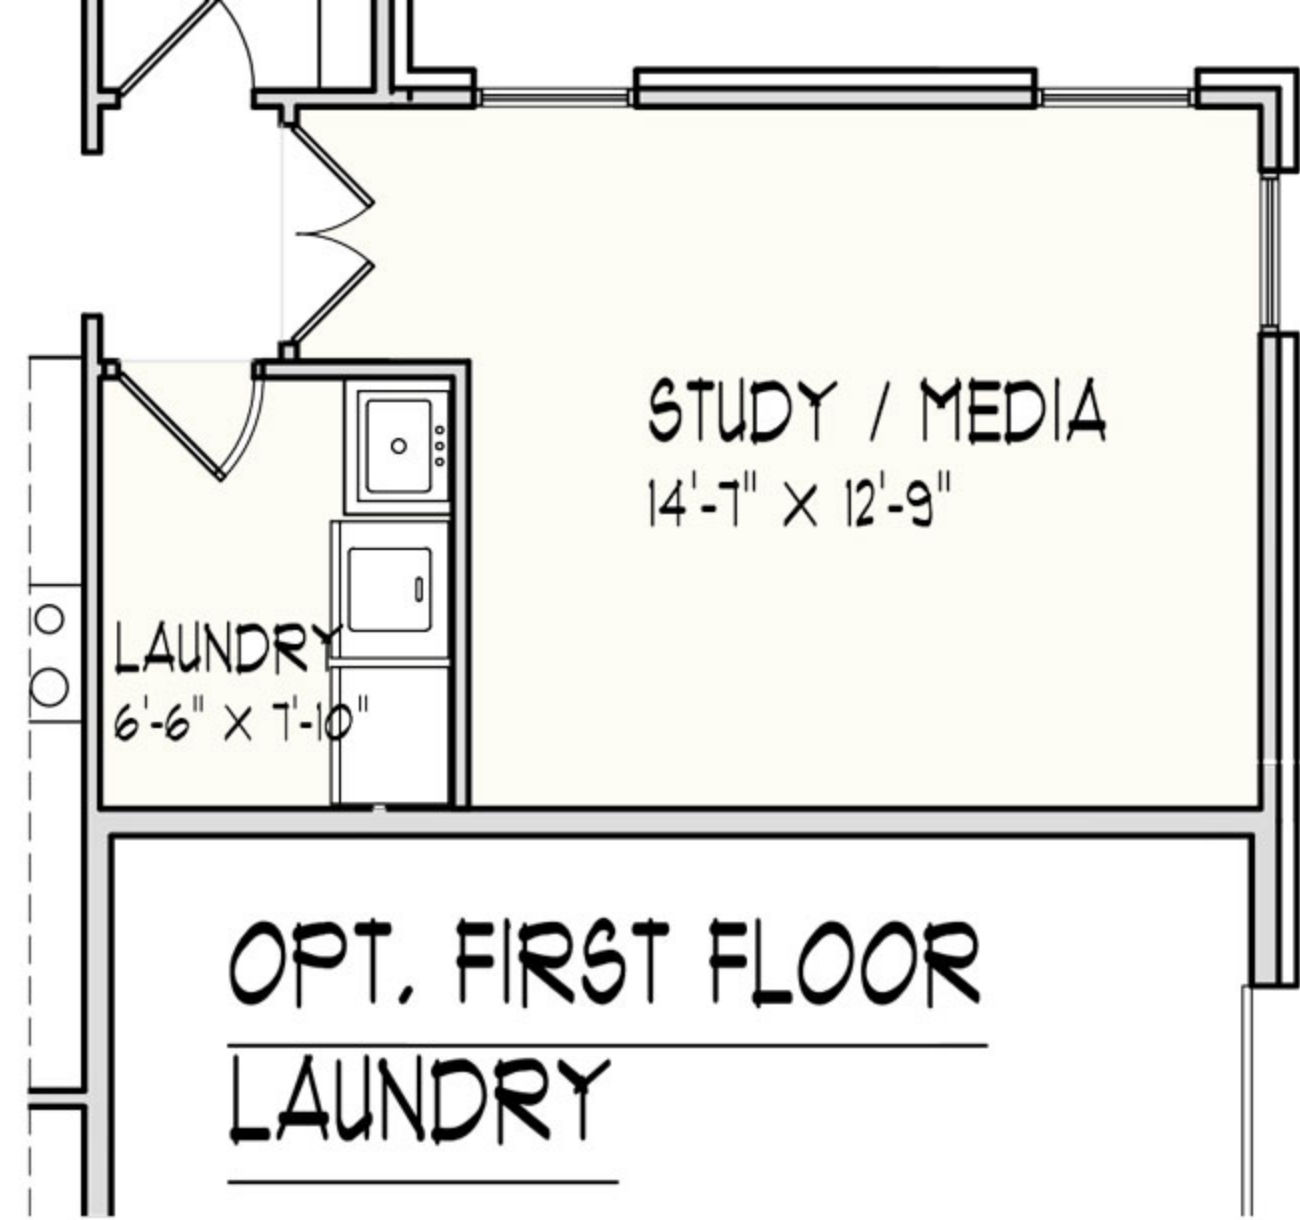 STUDY / MEDIA
14'-7" X 12'-9"
LAUNDRY
6'-6" X 7'-10"
OPT. FIRST FLOOR
LAUNDRY